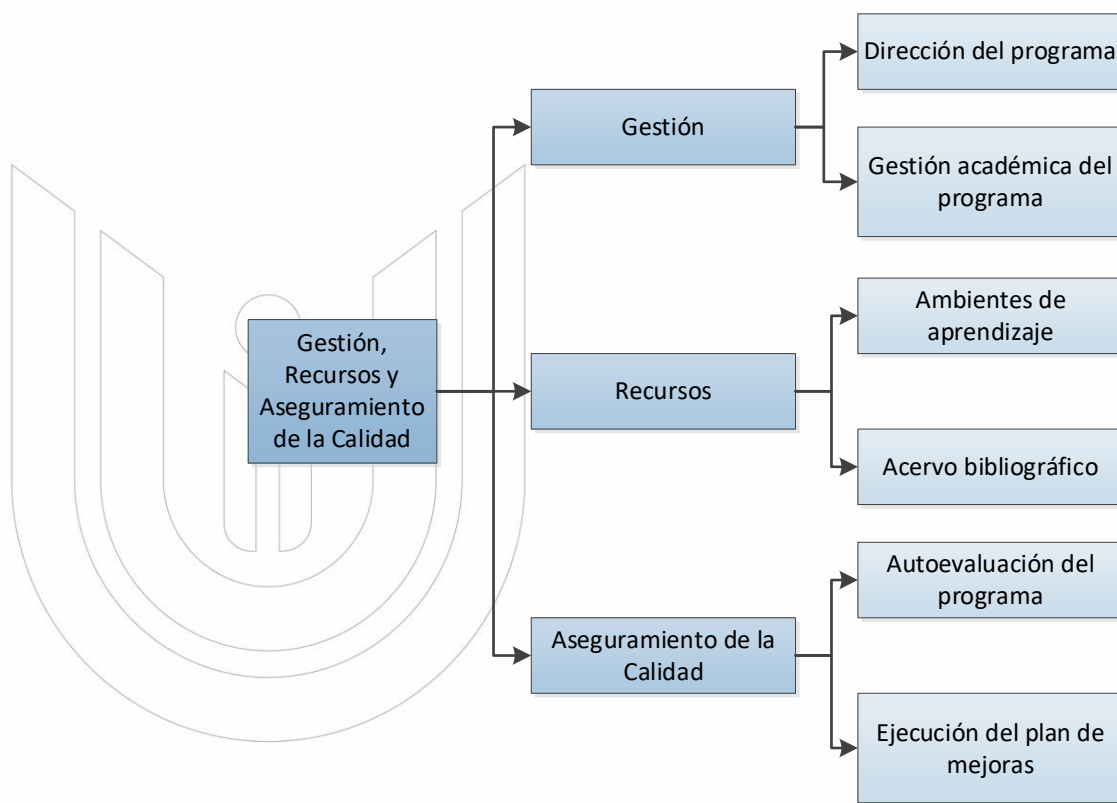 Gestión,
Recursos y
Aseguramiento
de la Calidad
Gestión
Dirección del programa
Gestión académica del
programa
Recursos
Ambientes de
aprendizaje
Acervo bibliográfico
Aseguramiento de la
Calidad
Autoevaluación del
programa
Ejecución del plan de
mejoras